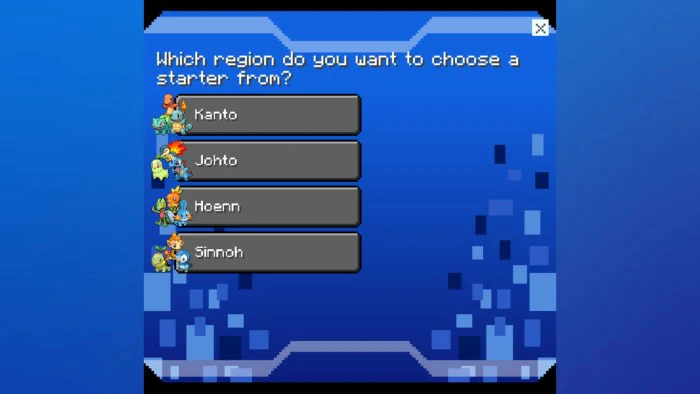 Which region do you want to choose a
starter from?
Kanto
Johto
Hoenn
Sinnoh